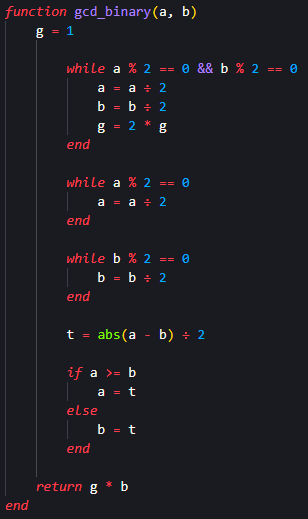 function gcd_binary(a, b)
    g = 1

        while a % 2 == 0 && b % 2 == 0
            a = a ÷ 2
            b = b ÷ 2
            g = 2 * g
        end

        while a % 2 == 0
            a = a ÷ 2
        end

        while b % 2 == 0
            b = b ÷ 2
        end

        t = abs(a - b) ÷ 2

        if a >= b
            a = t
        else
            b = t
        end

    return g * b
end